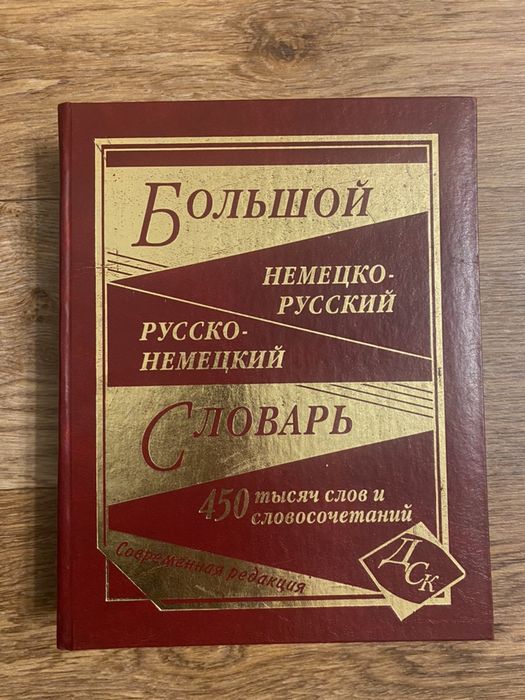 БОЛЬШОЙ
НЕМЕЦКО-
РУССКИЙ
РУССКО-
НЕМЕЦКИЙ
СЛОВАРЬ
450 тысяч слов и
словосочетаний
Современная редакция
ДСК